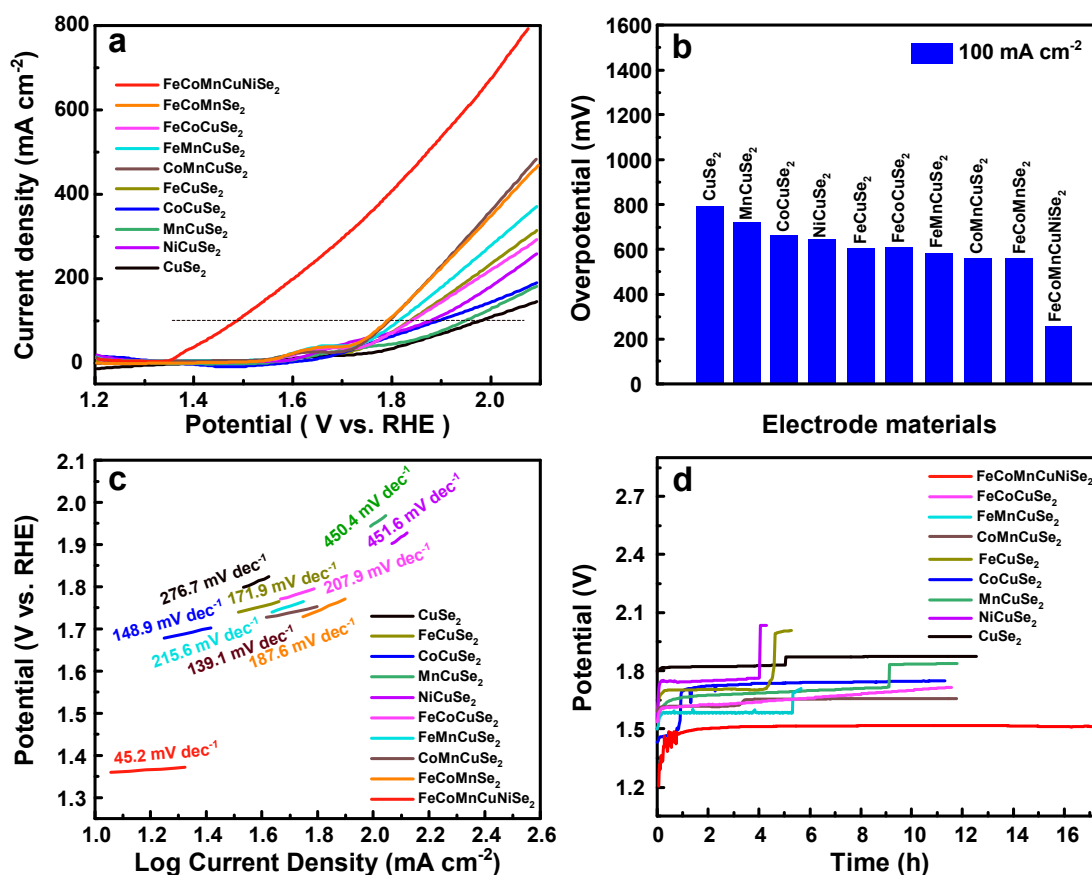 a
800
600
400
200
0
1.2
1.4
1.6
1.8
2.0
Current density (mA cm⁻²)
Potential ( V vs. RHE )
FeCoMnCuNiSe₂
FeCoMnSe₂
FeCoCuSe₂
FeMnCuSe₂
CoMnCuSe₂
FeCuSe₂
CoCuSe₂
MnCuSe₂
NiCuSe₂
CuSe₂
b
100 mA cm⁻²
1600
1400
1200
1000
800
600
400
200
0
Overpotential (mV)
Electrode materials
CuSe₂
MnCuSe₂
CoCuSe₂
NiCuSe₂
FeCuSe₂
FeCoCuSe₂
FeMnCuSe₂
CoMnCuSe₂
FeCoMnSe₂
FeCoMnCuNiSe₂
c
2.1
2.0
1.9
1.8
1.7
1.6
1.5
1.4
1.3
1.0
1.2
1.4
1.6
1.8
2.0
2.2
2.4
2.6
Potential (V vs. RHE)
Log Current Density (mA cm⁻²)
450.4 mV dec⁻¹
451.6 mV dec⁻¹
276.7 mV dec⁻¹
171.9 mV dec⁻¹
207.9 mV dec⁻¹
148.9 mV dec⁻¹
215.6 mV dec⁻¹
139.1 mV dec⁻¹
187.6 mV dec⁻¹
45.2 mV dec⁻¹
CuSe₂
FeCuSe₂
CoCuSe₂
MnCuSe₂
NiCuSe₂
FeCoCuSe₂
FeMnCuSe₂
CoMnCuSe₂
FeCoMnSe₂
FeCoMnCuNiSe₂
d
2.7
2.4
2.1
1.8
1.5
1.2
0
2
4
6
8
10
12
14
16
Potential (V)
Time (h)
FeCoMnCuNiSe₂
FeCoCuSe₂
FeMnCuSe₂
CoMnCuSe₂
FeCuSe₂
CoCuSe₂
MnCuSe₂
NiCuSe₂
CuSe₂